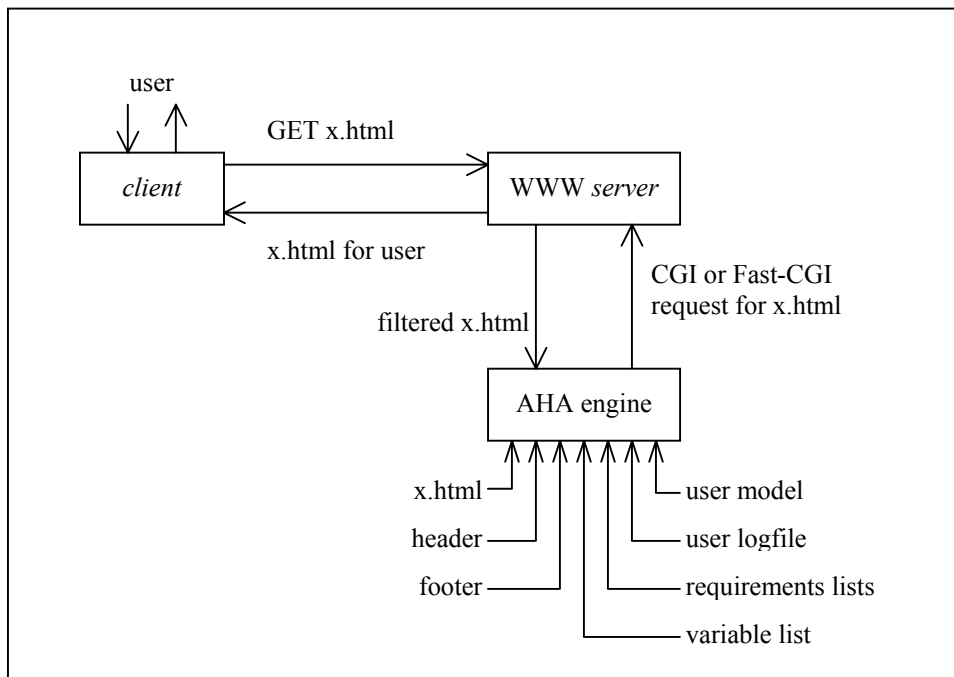 user
GET x.html
client
WWW server
x.html for user
CGI or Fast-CGI
request for x.html
filtered x.html
AHA engine
x.html
user model
header
user logfile
footer
requirements lists
variable list